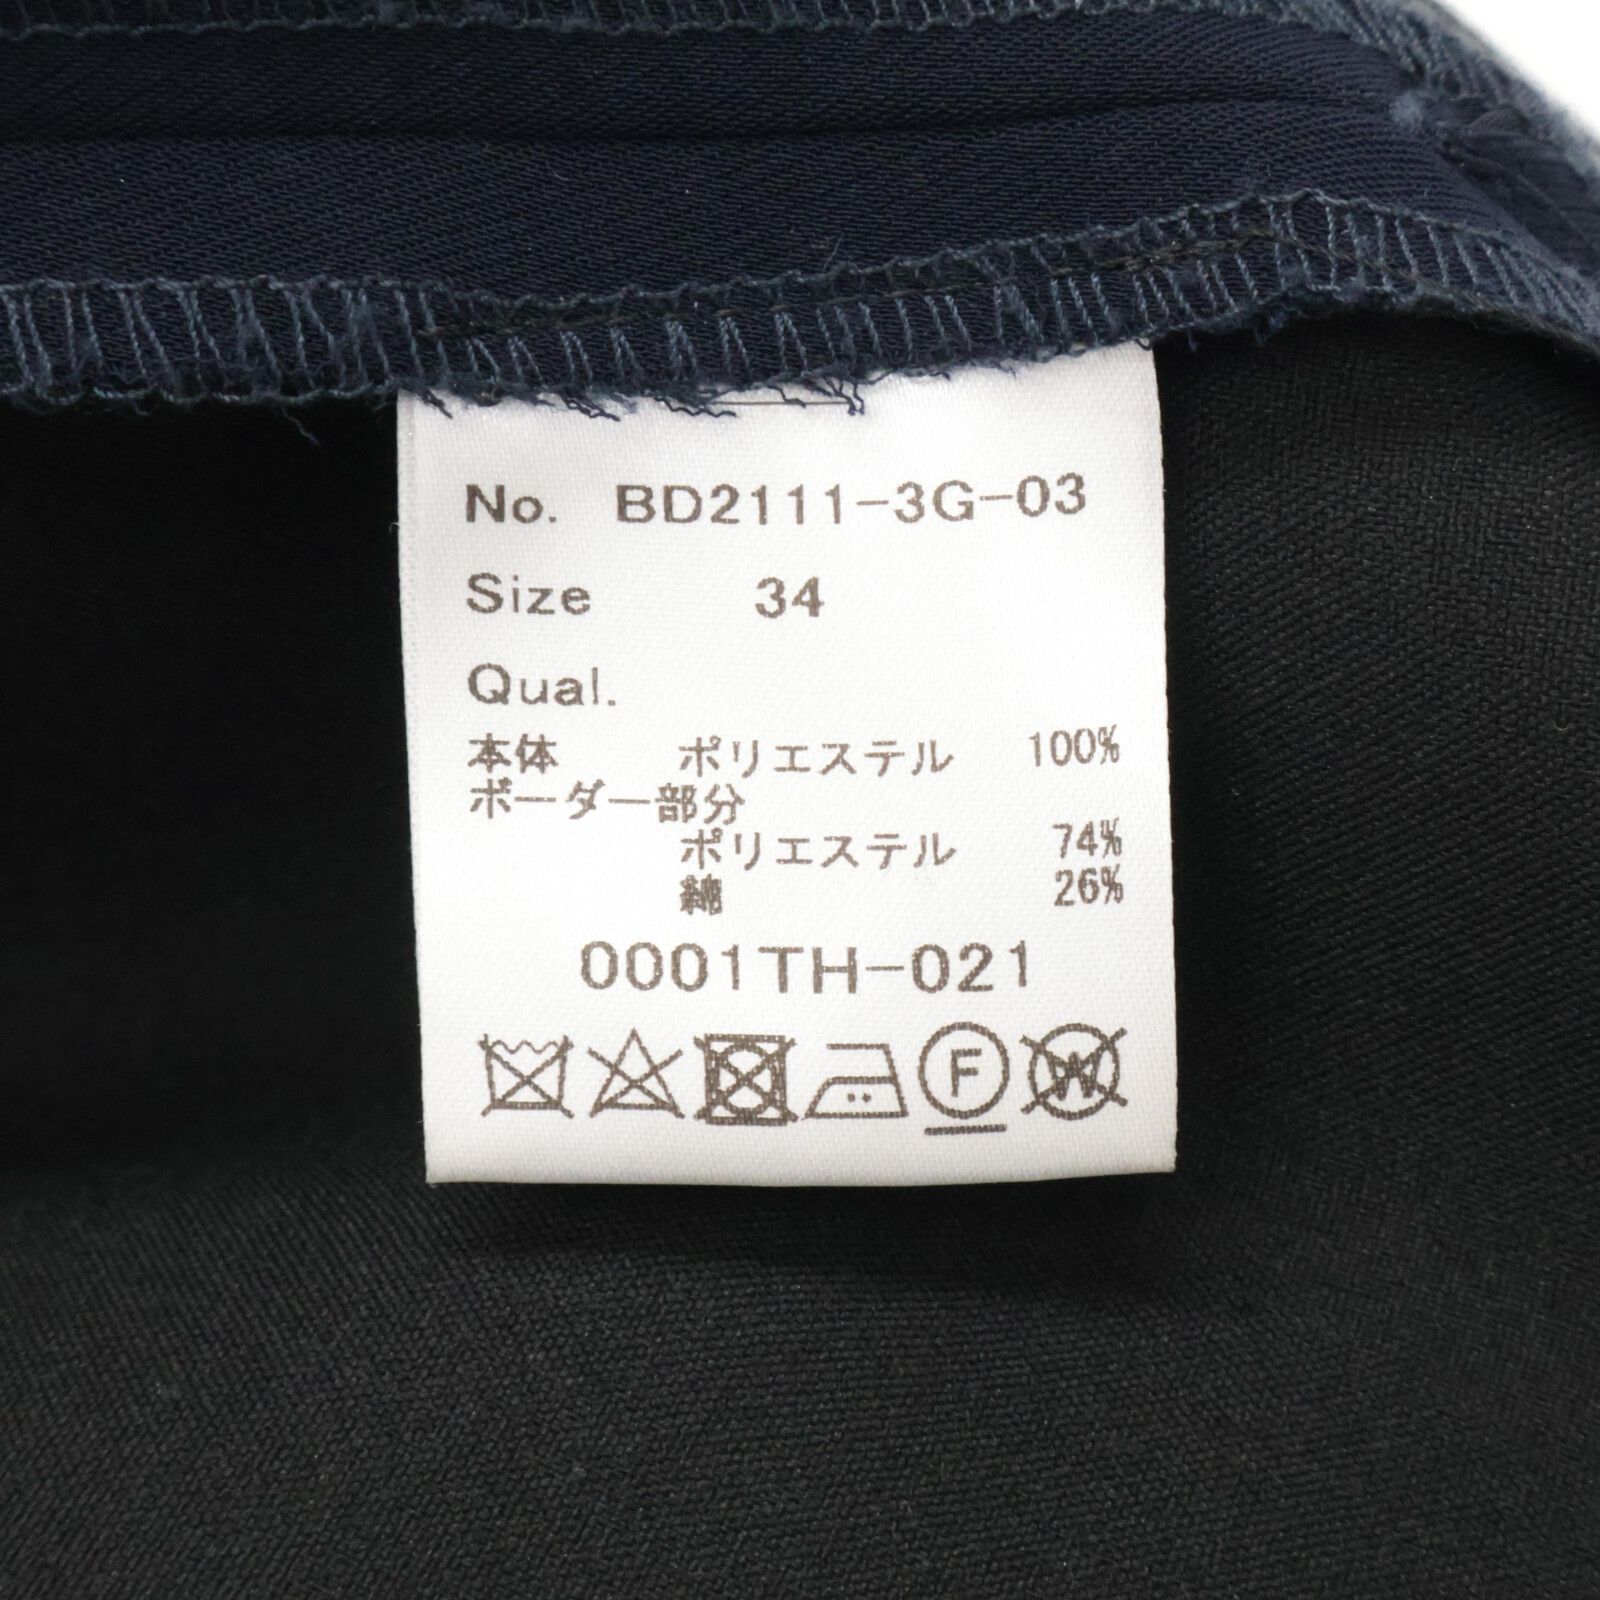 No. BD2111-3G-03
Size 34
Qual.
本体 ポリエステル 100%
ボーダー部分
ポリエステル 74%
綿 26%
0001TH-021
F W